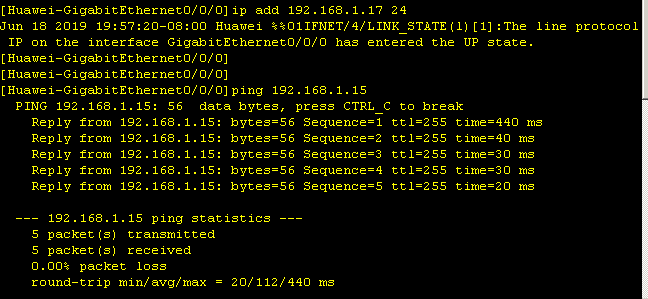 [Huawei-GigabitEthernet0/0/0]ip add 192.168.1.17 24
Jun 18 2019 19:57:20-08:00 Huawei %%01IFNET/4/LINK_STATE(l)[1]:The line protocol
IP on the interface GigabitEthernet0/0/0 has entered the UP state.
[Huawei-GigabitEthernet0/0/0]
[Huawei-GigabitEthernet0/0/0]
[Huawei-GigabitEthernet0/0/0]ping 192.168.1.15
PING 192.168.1.15: 56  data bytes, press CTRL_C to break
Reply from 192.168.1.15: bytes=56 Sequence=1 ttl=255 time=440 ms
Reply from 192.168.1.15: bytes=56 Sequence=2 ttl=255 time=40 ms
Reply from 192.168.1.15: bytes=56 Sequence=3 ttl=255 time=30 ms
Reply from 192.168.1.15: bytes=56 Sequence=4 ttl=255 time=30 ms
Reply from 192.168.1.15: bytes=56 Sequence=5 ttl=255 time=20 ms
--- 192.168.1.15 ping statistics ---
5 packet(s) transmitted
5 packet(s) received
0.00% packet loss
round-trip min/avg/max = 20/112/440 ms